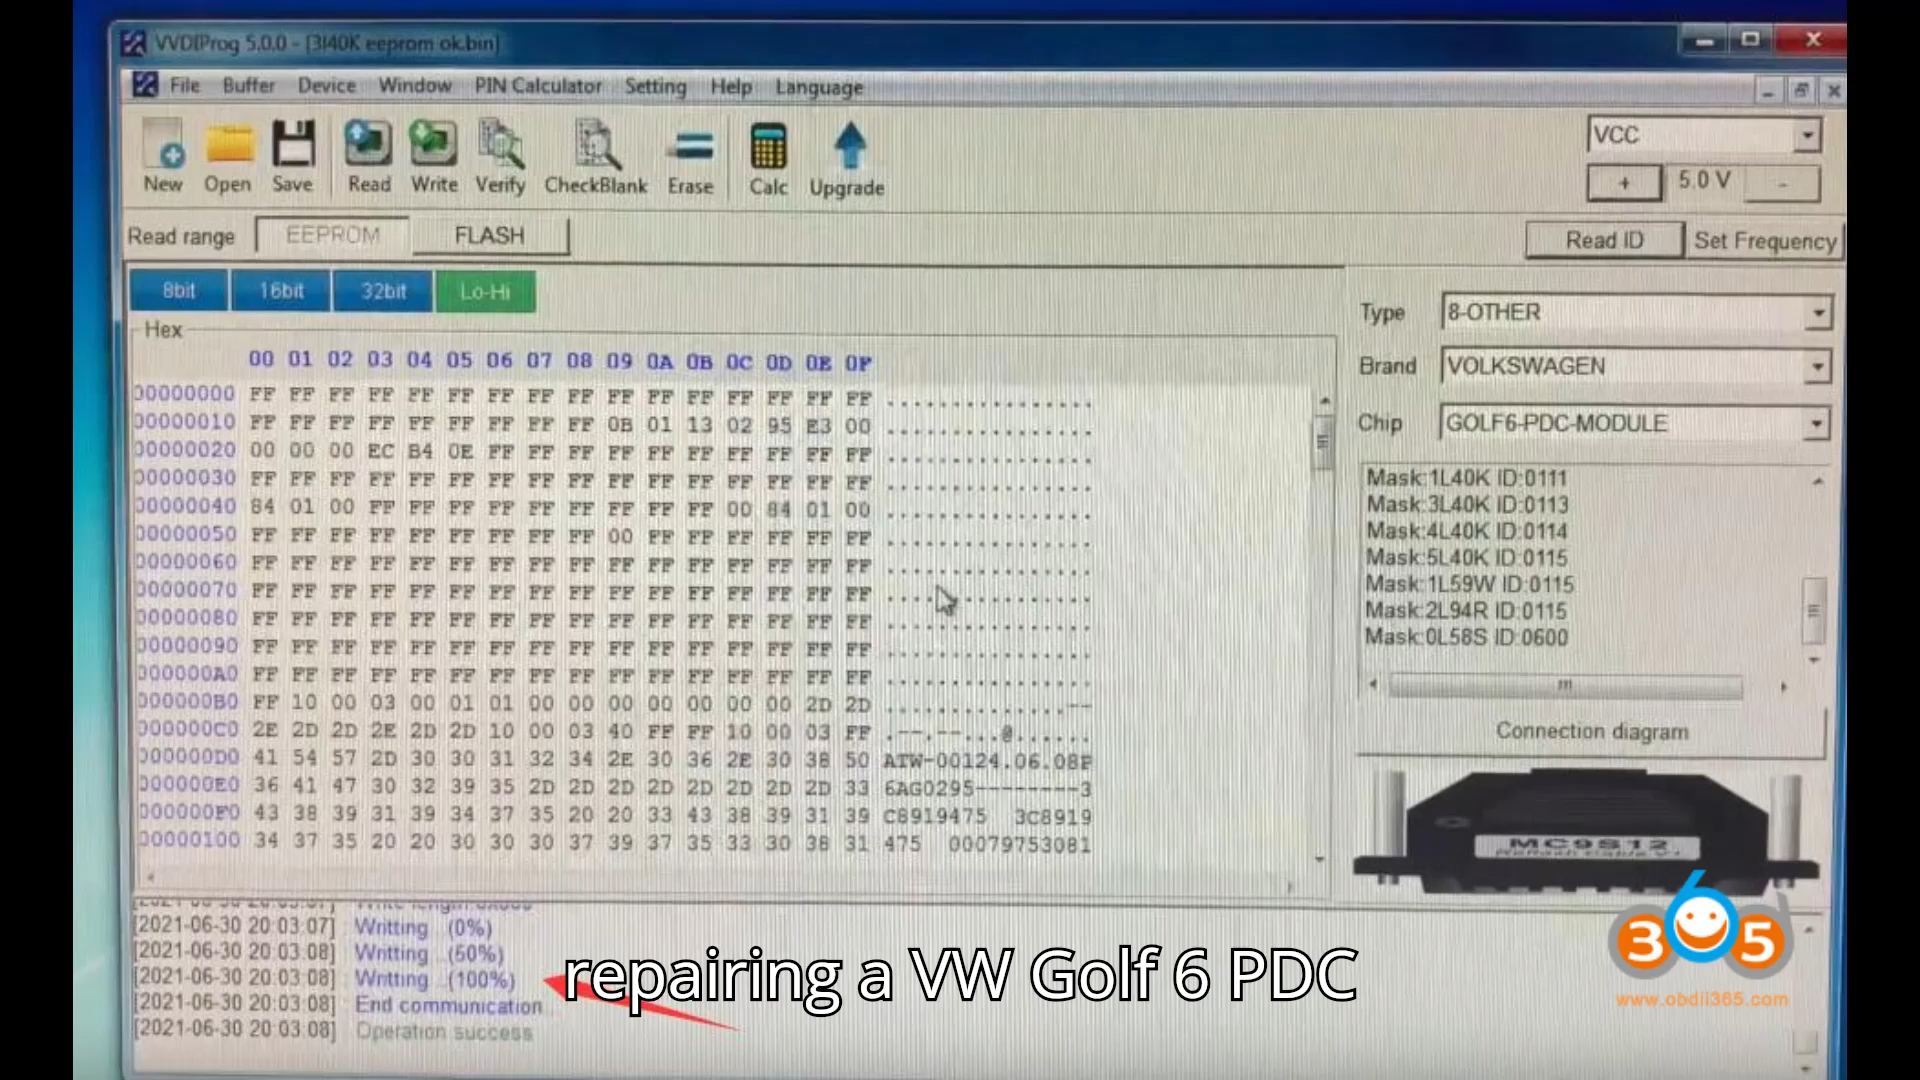 VVDIProg 5.0.0 - [3l40K eeprom ok.bin]
File Buffer Device Window PIN Calculator Setting Help Language
New Open Save Read Write Verify CheckBlank Erase Calc Upgrade
VCC
+ 5.0 V -
Read range EEPROM FLASH
Read ID Set Frequency
8bit 16bit 32bit Lo-Hi
Hex
00 01 02 03 04 05 06 07 08 09 0A 0B 0C 0D 0E 0F
00000000 FF FF FF FF FF FF FF FF FF FF FF FF FF FF FF FF ................
00000010 FF FF FF FF FF FF FF FF FF 0B 01 13 02 95 E3 00 ................
00000020 00 00 00 EC B4 0E FF FF FF FF FF FF FF FF FF FF ................
00000030 FF FF FF FF FF FF FF FF FF FF FF FF FF FF FF FF ................
00000040 84 01 00 FF FF FF FF FF FF FF FF FF 00 84 01 00 ................
00000050 FF FF FF FF FF FF FF FF FF 00 FF FF FF FF FF FF ................
00000060 FF FF FF FF FF FF FF FF FF FF FF FF FF FF FF FF ................
00000070 FF FF FF FF FF FF FF FF FF FF FF FF FF FF FF FF ................
00000080 FF FF FF FF FF FF FF FF FF FF FF FF FF FF FF FF ................
00000090 FF FF FF FF FF FF FF FF FF FF FF FF FF FF FF FF ................
000000A0 FF FF FF FF FF FF FF FF FF FF FF FF FF FF FF FF ................
000000B0 FF 10 00 03 00 01 01 00 00 00 00 00 00 00 2D 2D ..............--
000000C0 2E 2D 2D 2E 2D 2D 10 00 03 40 FF FF 10 00 03 FF .--.--...@......
000000D0 41 54 57 2D 30 30 31 32 34 2E 30 36 2E 30 38 50 ATW-00124.06.08P
000000E0 36 41 47 30 32 39 35 2D 2D 2D 2D 2D 2D 2D 2D 33 6AG0295--------3
000000F0 43 38 39 31 39 34 37 35 20 20 33 43 38 39 31 39 C8919475  3C8919
00000100 34 37 35 20 20 30 30 30 37 39 37 35 33 30 38 31 475  00079753081
Type 8-OTHER
Brand VOLKSWAGEN
Chip GOLF6-PDC-MODULE
Mask:1L40K ID:0111
Mask:3L40K ID:0113
Mask:4L40K ID:0114
Mask:5L40K ID:0115
Mask:1L59W ID:0115
Mask:2L94R ID:0115
Mask:0L58S ID:0600
Connection diagram
MC9S12
Reflash Cable V1
[2021-06-30 20:03:07] Writting ..(0%)
[2021-06-30 20:03:08] Writting ..(50%)
[2021-06-30 20:03:08] Writting ..(100%)
[2021-06-30 20:03:08] End communication
[2021-06-30 20:03:08] Operation success
repairing a VW Golf 6 PDC
365
www.obdii365.com